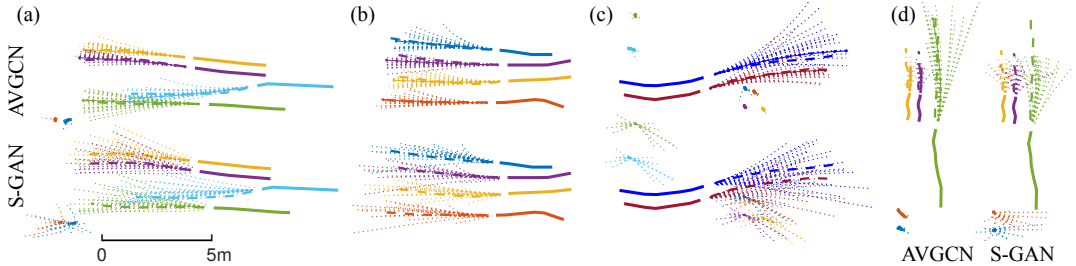 (a)
(b)
(c)
(d)
AVGCN
S-GAN
0 5m
AVGCN S-GAN